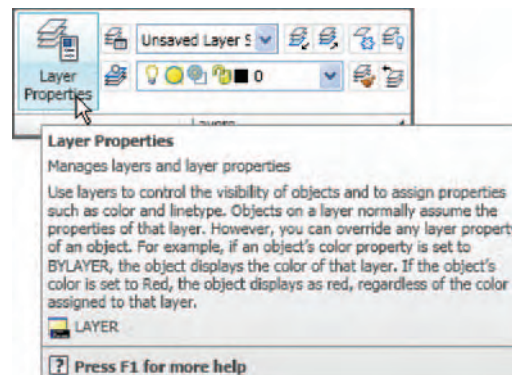 Unsaved Layer S
0
Layer
Properties
Layers
Layer Properties
Manages layers and layer properties
Use layers to control the visibility of objects and to assign properties
such as color and linetype. Objects on a layer normally assume the
properties of that layer. However, you can override any layer propert
of an object. For example, if an object's color property is set to
BYLAYER, the object displays the color of that layer. If the object's
color is set to Red, the object displays as red, regardless of the color
assigned to that layer.
LAYER
? Press F1 for more help